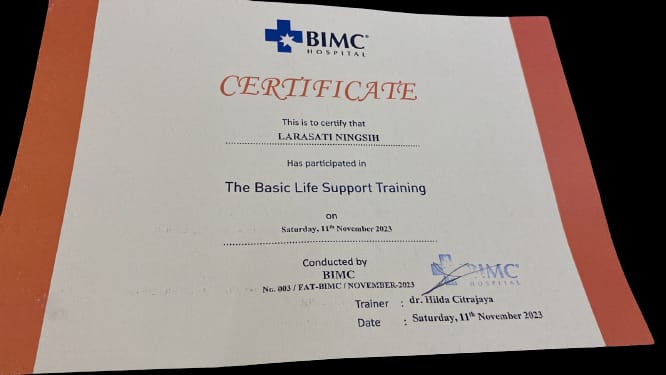 BIMC®
HOSPITAL
CERTIFICATE
This is to certify that
LARASATI NINGSIH
Has participated in
The Basic Life Support Training
on
Saturday, 11th November 2023
Conducted by
BIMC
No. 003 / FAT-BIMC / NOVEMBER-2023
BIMC
HOSPITAL
Trainer : dr. Hilda Citrajaya
Date : Saturday, 11th November 2023